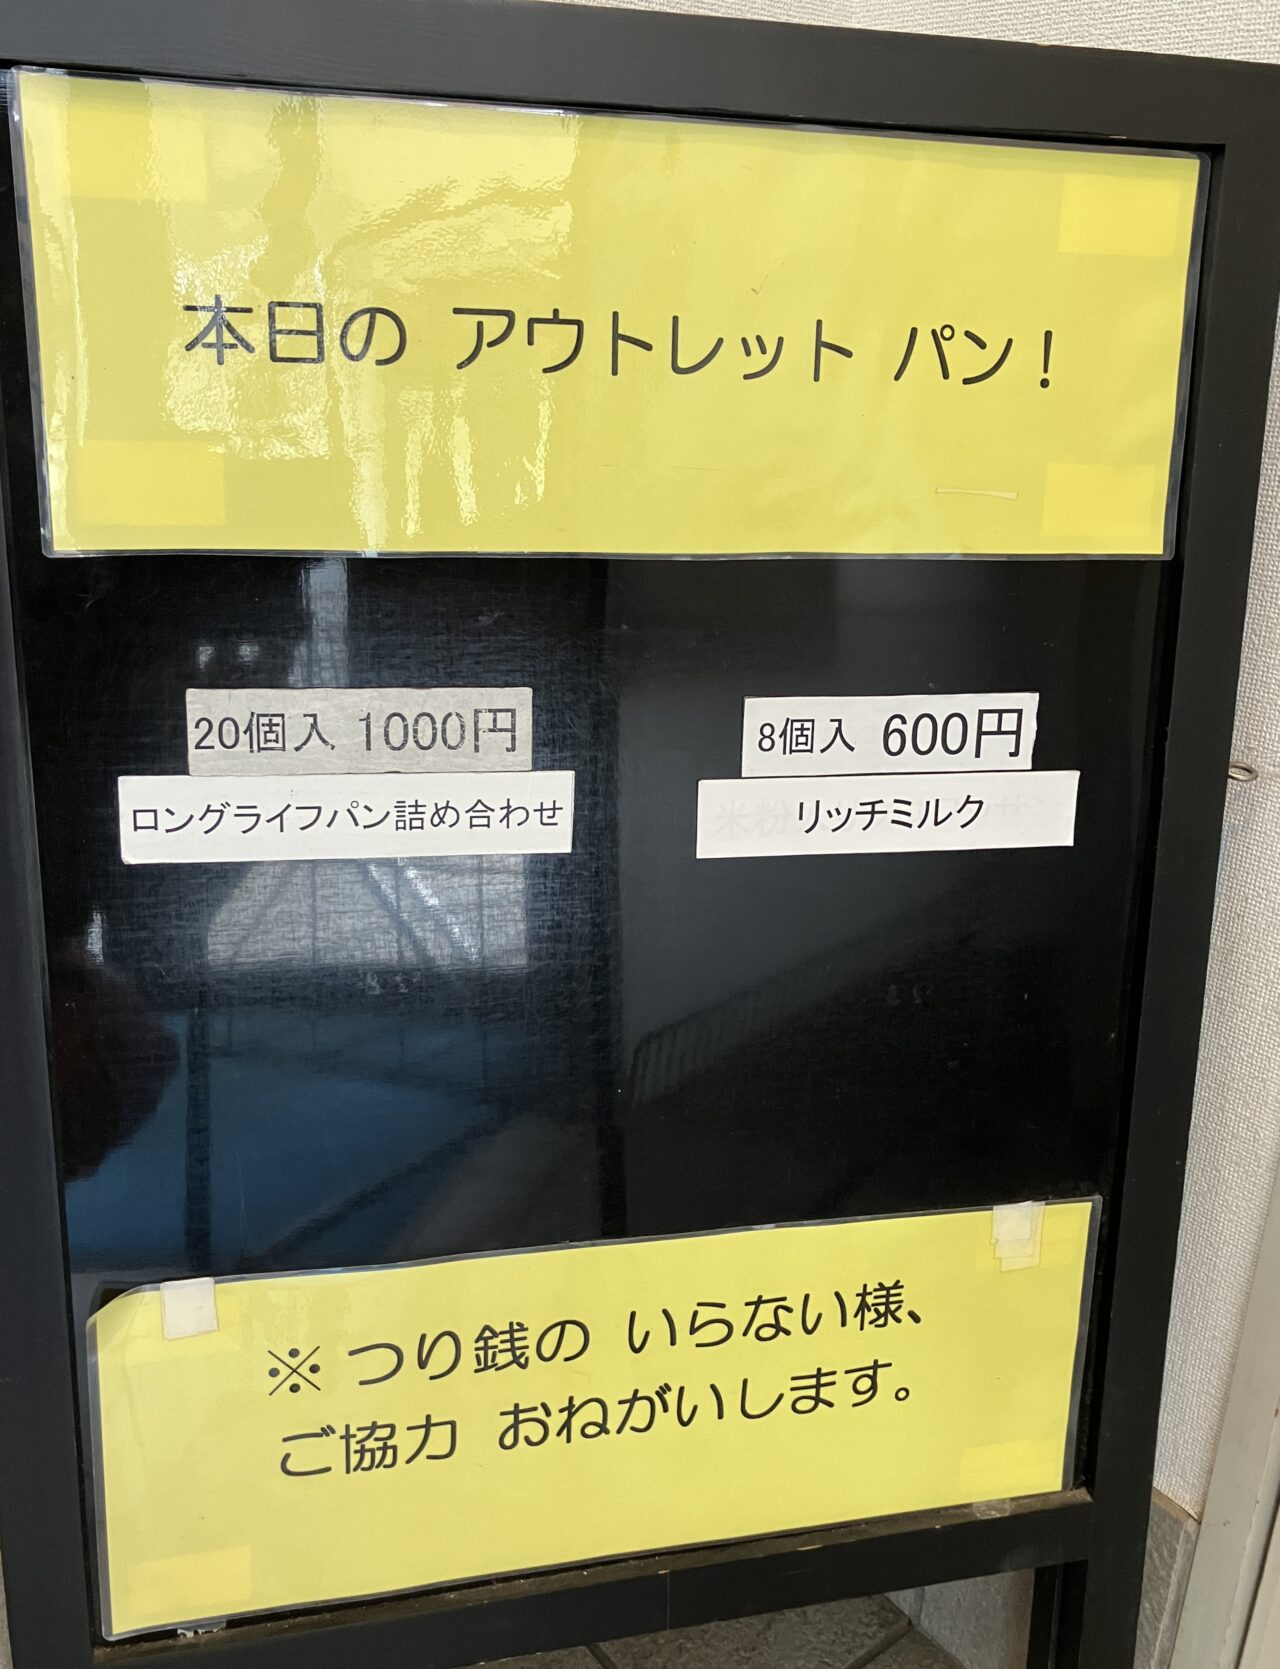 本日の アウトレット パン！
20個入 1000円
ロングライフパン詰め合わせ
8個入 600円
リッチミルク
※ つり銭の いらない様、
ご協力 おねがいします。